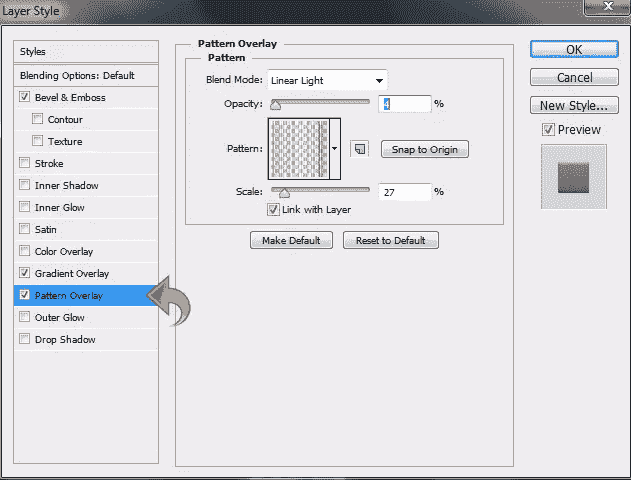 Layer Style
Styles
Blending Options: Default
Bevel & Emboss
Contour
Texture
Stroke
Inner Shadow
Inner Glow
Satin
Color Overlay
Gradient Overlay
Pattern Overlay
Outer Glow
Drop Shadow
Pattern Overlay
Pattern
Blend Mode: Linear Light
Opacity: 4 %
Pattern: Snap to Origin
Scale: 27 %
Link with Layer
Make Default Reset to Default
OK
Cancel
New Style...
Preview